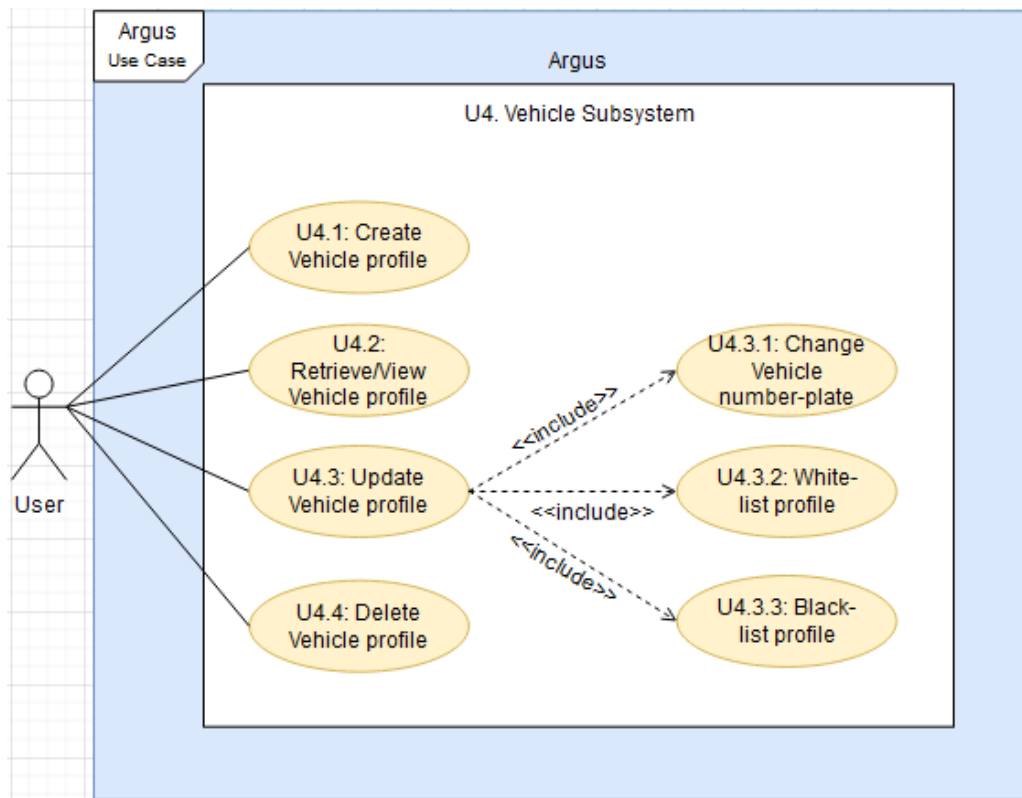 Argus
Use Case
Argus
U4. Vehicle Subsystem
U4.1: Create
Vehicle profile
U4.2:
Retrieve/View
Vehicle profile
U4.3: Update
Vehicle profile
U4.4: Delete
Vehicle profile
<<include>>
<<include>>
<<include>>
U4.3.1: Change
Vehicle
number-plate
U4.3.2: White-
list profile
U4.3.3: Black-
list profile
User